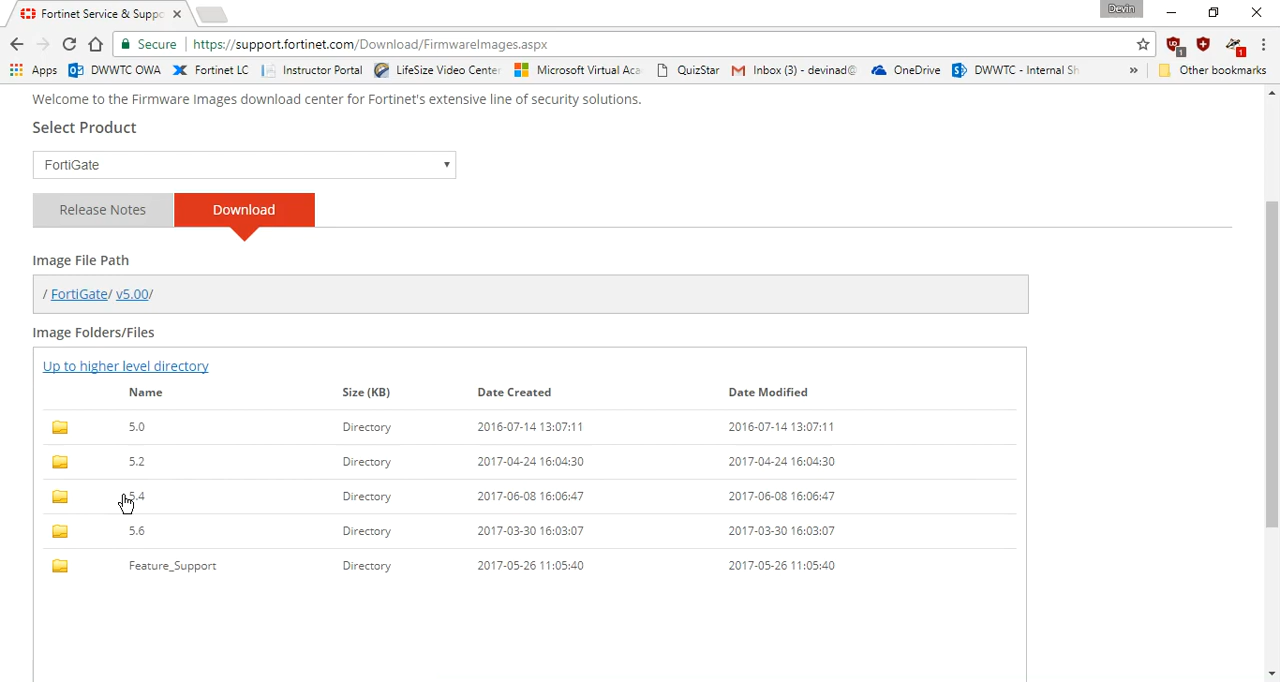 Fortinet Service & Suppo
Devin
Secure | https://support.fortinet.com/Download/FirmwareImages.aspx
Apps DWWTC OWA Fortinet LC Instructor Portal LifeSize Video Center Microsoft Virtual Aca QuizStar Inbox (3) - devinad@ OneDrive DWWTC - Internal Sh » Other bookmarks
Welcome to the Firmware Images download center for Fortinet's extensive line of security solutions.
Select Product
FortiGate
Release Notes Download
Image File Path
/ FortiGate/ v5.00/
Image Folders/Files
Up to higher level directory
Name Size (KB) Date Created Date Modified
5.0 Directory 2016-07-14 13:07:11 2016-07-14 13:07:11
5.2 Directory 2017-04-24 16:04:30 2017-04-24 16:04:30
5.4 Directory 2017-06-08 16:06:47 2017-06-08 16:06:47
5.6 Directory 2017-03-30 16:03:07 2017-03-30 16:03:07
Feature_Support Directory 2017-05-26 11:05:40 2017-05-26 11:05:40